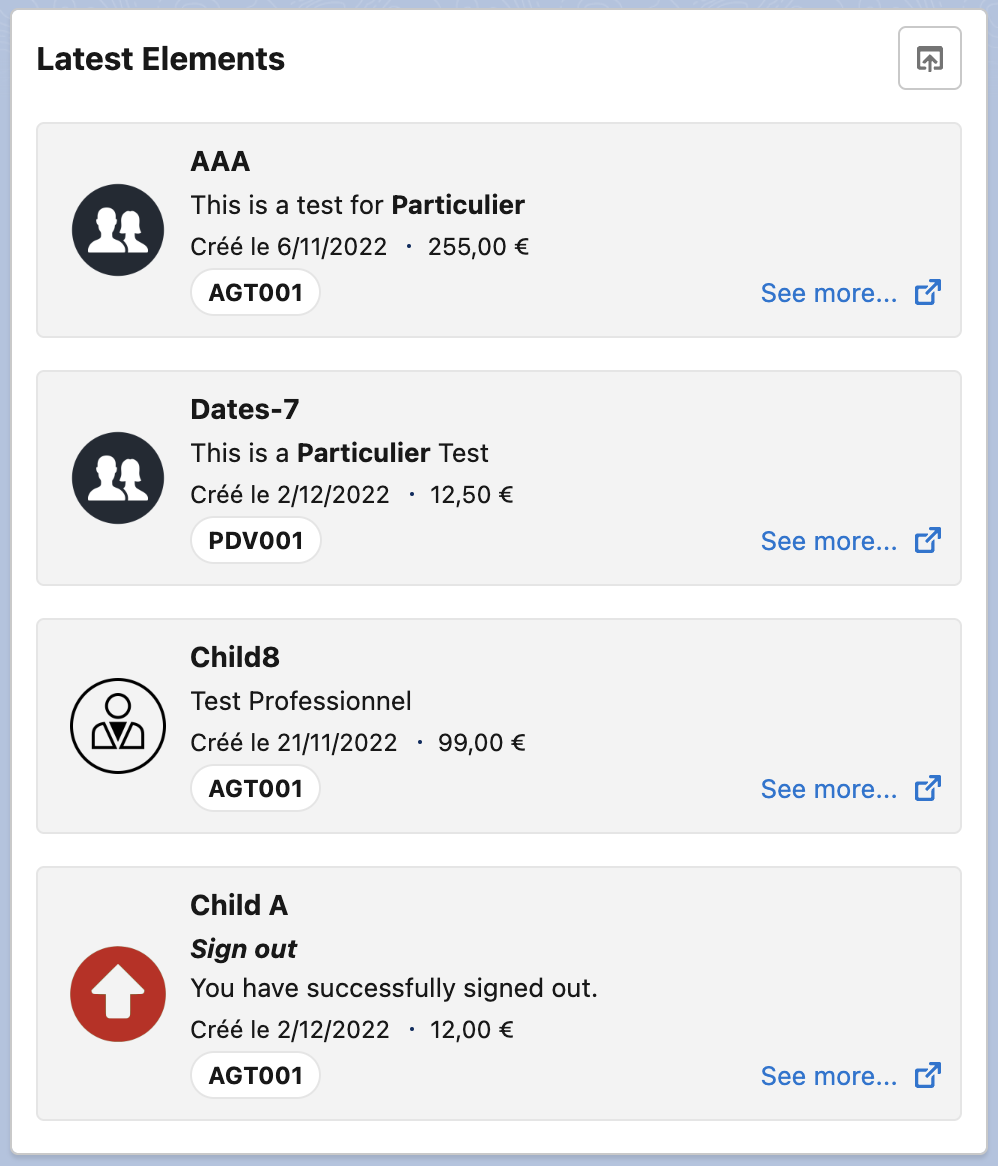 Latest Elements
AAA
This is a test for Particulier
Créé le 6/11/2022 · 255,00 €
AGT001
See more...
Dates-7
This is a Particulier Test
Créé le 2/12/2022 · 12,50 €
PDV001
See more...
Child8
Test Professionnel
Créé le 21/11/2022 · 99,00 €
AGT001
See more...
Child A
Sign out
You have successfully signed out.
Créé le 2/12/2022 · 12,00 €
AGT001
See more...